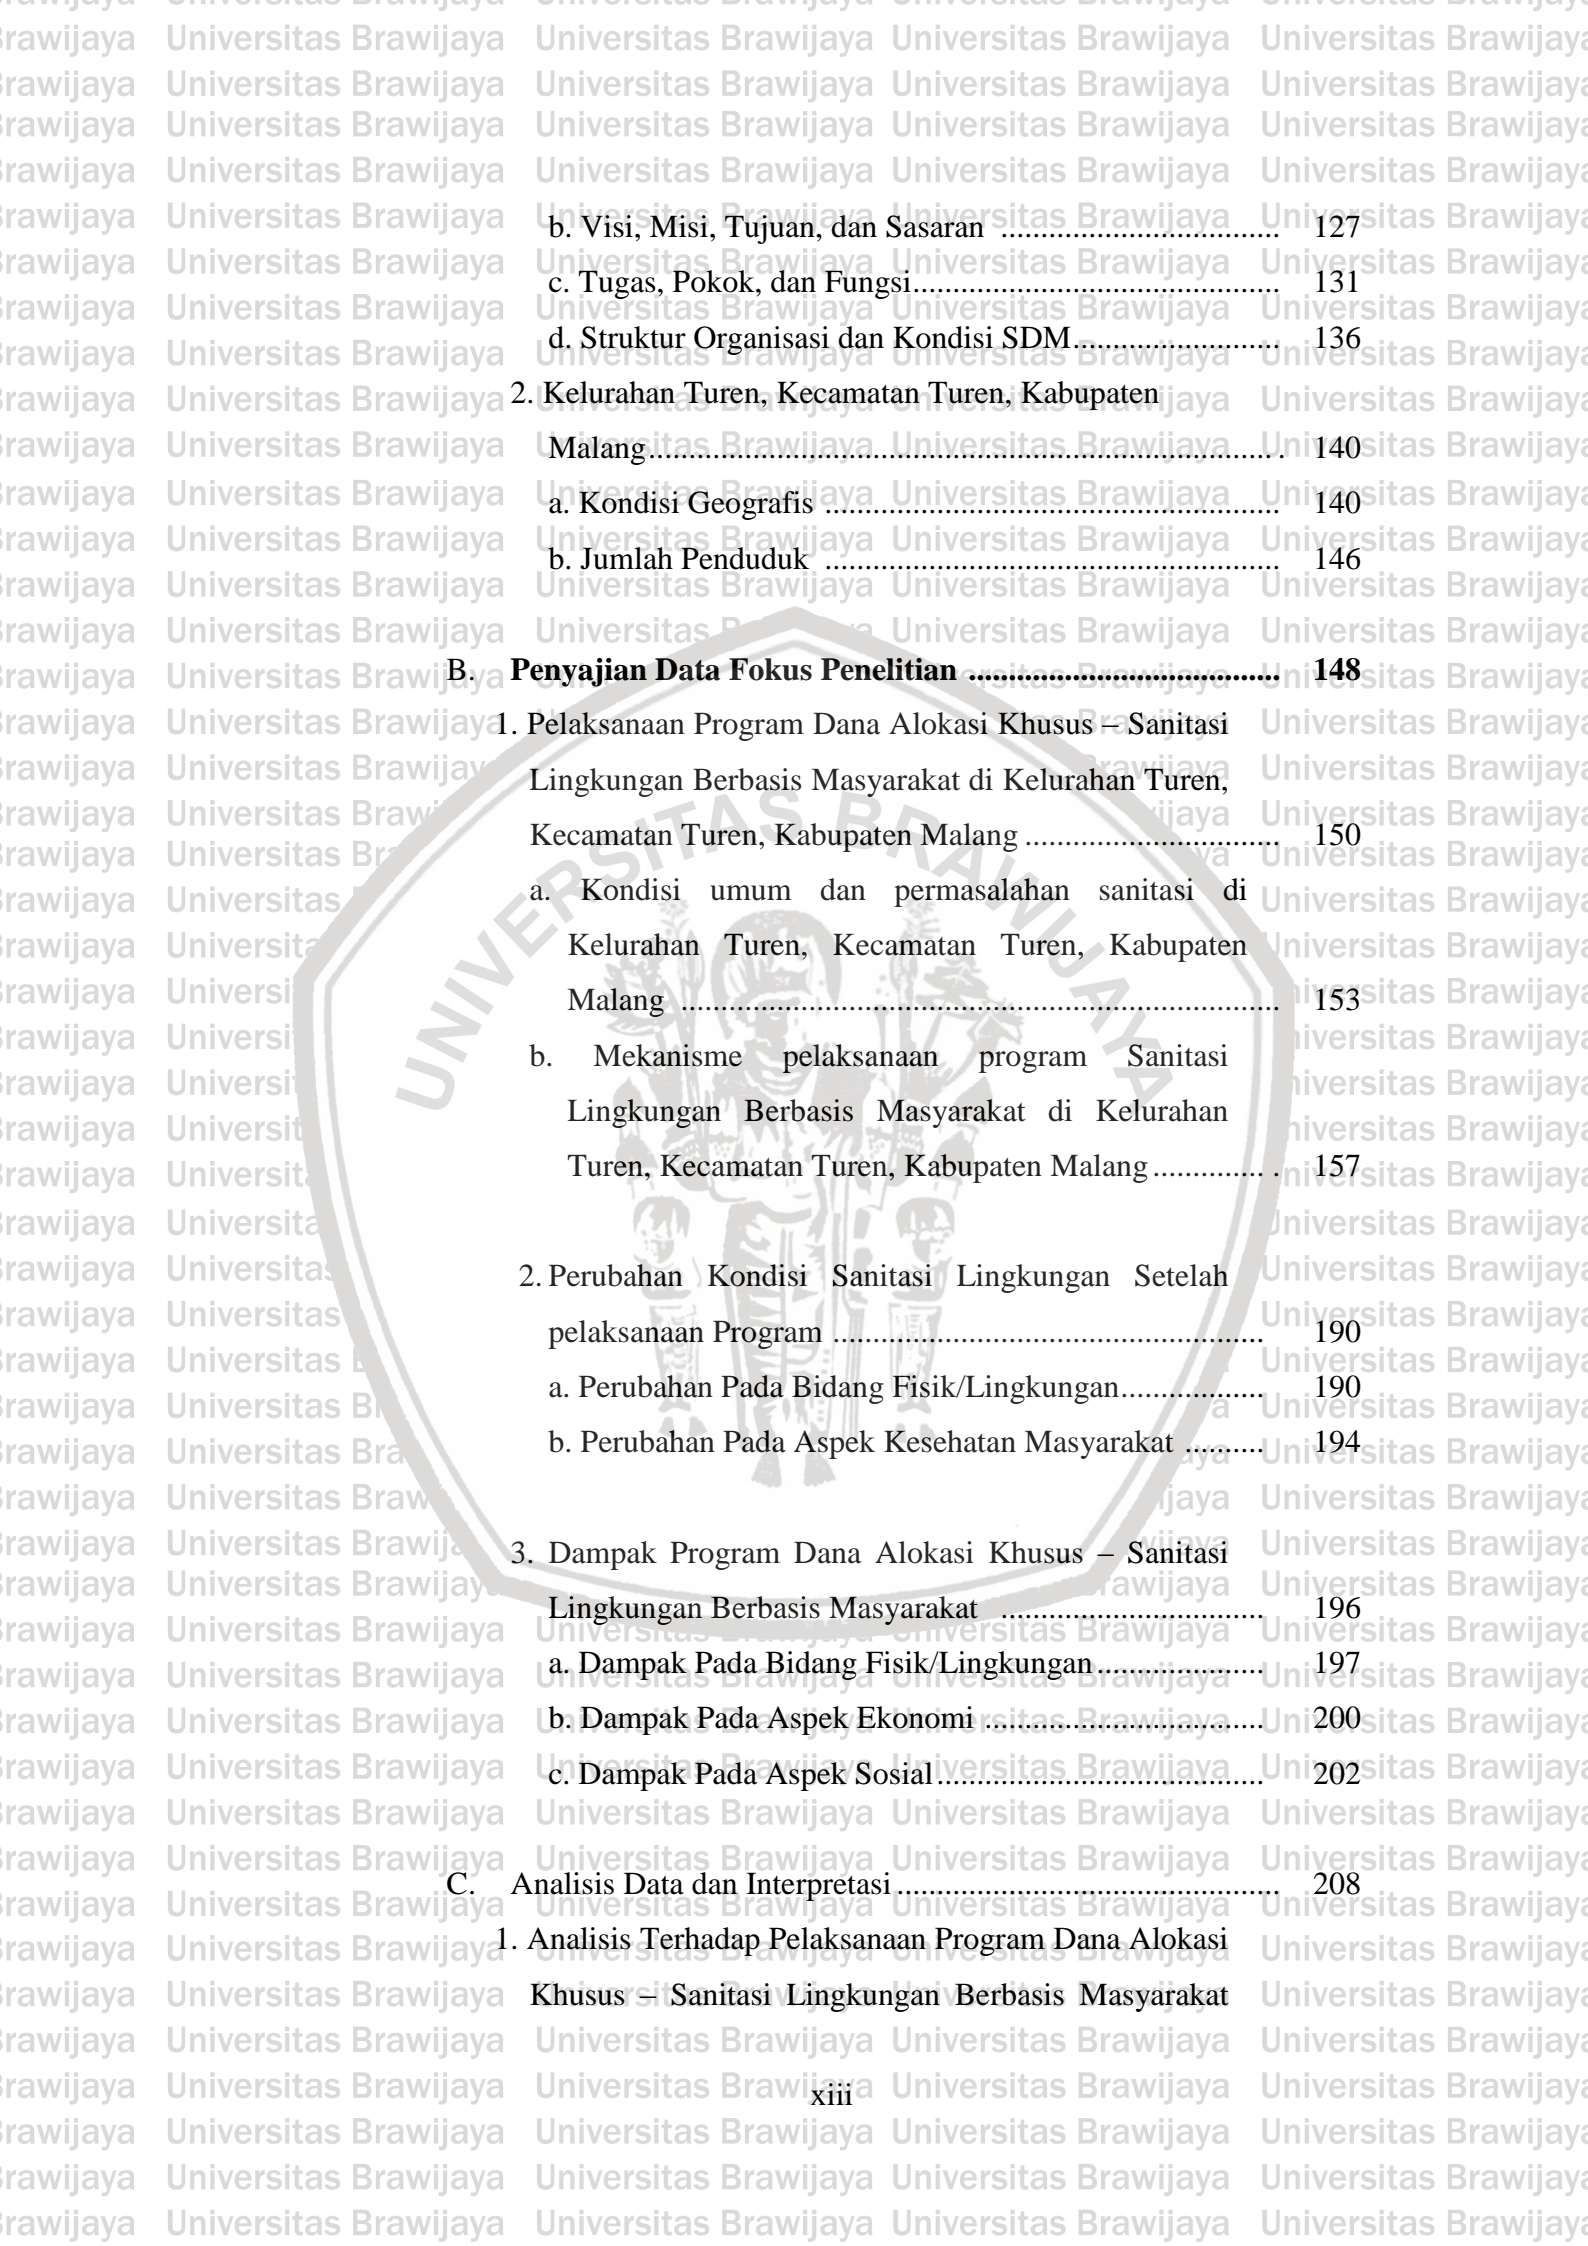 b. Visi, Misi, Tujuan, dan Sasaran ................................... 127
c. Tugas, Pokok, dan Fungsi.............................................. 131
d. Struktur Organisasi dan Kondisi SDM.......................... 136
2. Kelurahan Turen, Kecamatan Turen, Kabupaten
Malang.............................................................................. . 140
a. Kondisi Geografis ......................................................... 140
b. Jumlah Penduduk ......................................................... 146
B. Penyajian Data Fokus Penelitian ...................................... 148
1. Pelaksanaan Program Dana Alokasi Khusus – Sanitasi
Lingkungan Berbasis Masyarakat di Kelurahan Turen,
Kecamatan Turen, Kabupaten Malang ................................ 150
a. Kondisi umum dan permasalahan sanitasi di
Kelurahan Turen, Kecamatan Turen, Kabupaten
Malang ........................................................................... 153
b. Mekanisme pelaksanaan program Sanitasi
Lingkungan Berbasis Masyarakat di Kelurahan
Turen, Kecamatan Turen, Kabupaten Malang .............. . 157
2. Perubahan Kondisi Sanitasi Lingkungan Setelah
pelaksanaan Program ...................................................... 190
a. Perubahan Pada Bidang Fisik/Lingkungan.................. 190
b. Perubahan Pada Aspek Kesehatan Masyarakat .......... 194
3. Dampak Program Dana Alokasi Khusus – Sanitasi
Lingkungan Berbasis Masyarakat ................................. 196
a. Dampak Pada Bidang Fisik/Lingkungan..................... 197
b. Dampak Pada Aspek Ekonomi ................................... 200
c. Dampak Pada Aspek Sosial......................................... 202
C. Analisis Data dan Interpretasi ................................................ 208
1. Analisis Terhadap Pelaksanaan Program Dana Alokasi
Khusus – Sanitasi Lingkungan Berbasis Masyarakat
xiii
UNIVERSITAS BRAWIJAYA
Universitas Brawijaya